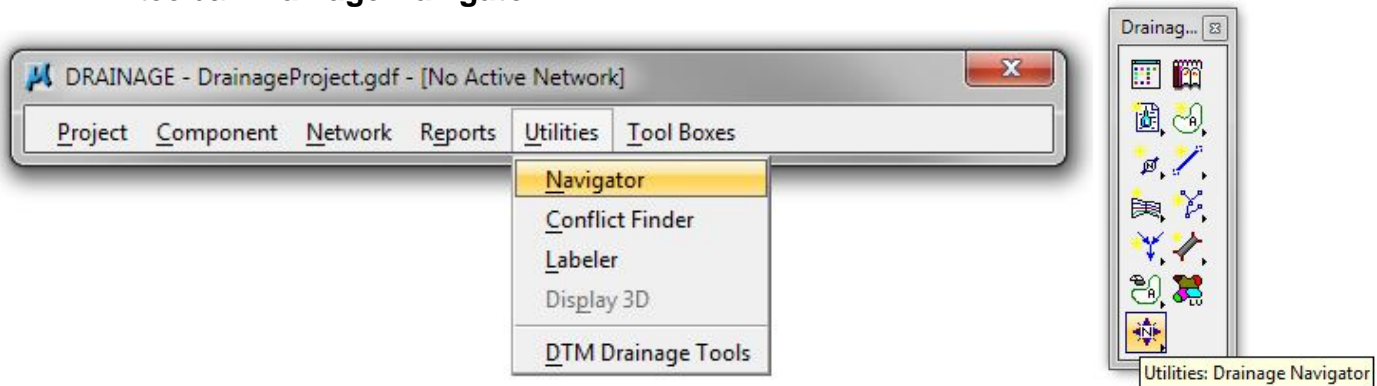 Drainag...
DRAINAGE - DrainageProject.gdf - [No Active Network]
Project Component Network Reports Utilities Tool Boxes
Navigator
Conflict Finder
Labeler
Display 3D
DTM Drainage Tools
Utilities: Drainage Navigator